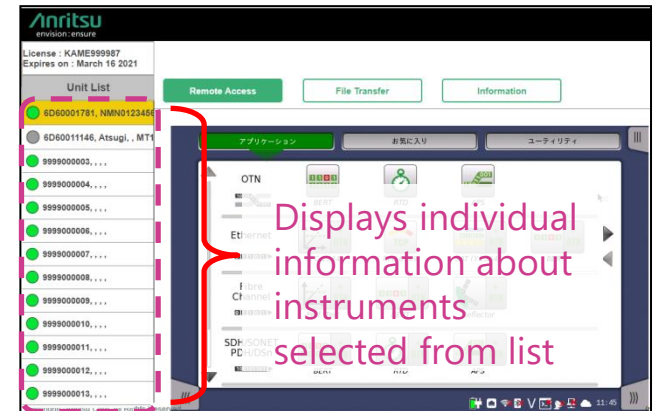 Anritsu
envision:ensure
License : KAME999987
Expires on : March 16 2021
Unit List
Remote Access
File Transfer
Information
6D60001781, NMN0123456
6D60011146, Atsugi, , MT1
9999000003, , , ,
9999000004, , , ,
9999000005, , , ,
9999000006, , , ,
9999000007, , , ,
9999000008, , , ,
9999000009, , , ,
9999000010, , , ,
9999000011, , , ,
9999000012, , , ,
9999000013, , , ,
アプリケーション
お気に入り
ユーティリティ
OTN
BERT
RTD
APS
Ethernet
Fibre
Channel
Reflector
SDH/SONET
PDH/DSn
BERT
RTD
APS
Displays individual
information about
instruments
selected from list
11:45